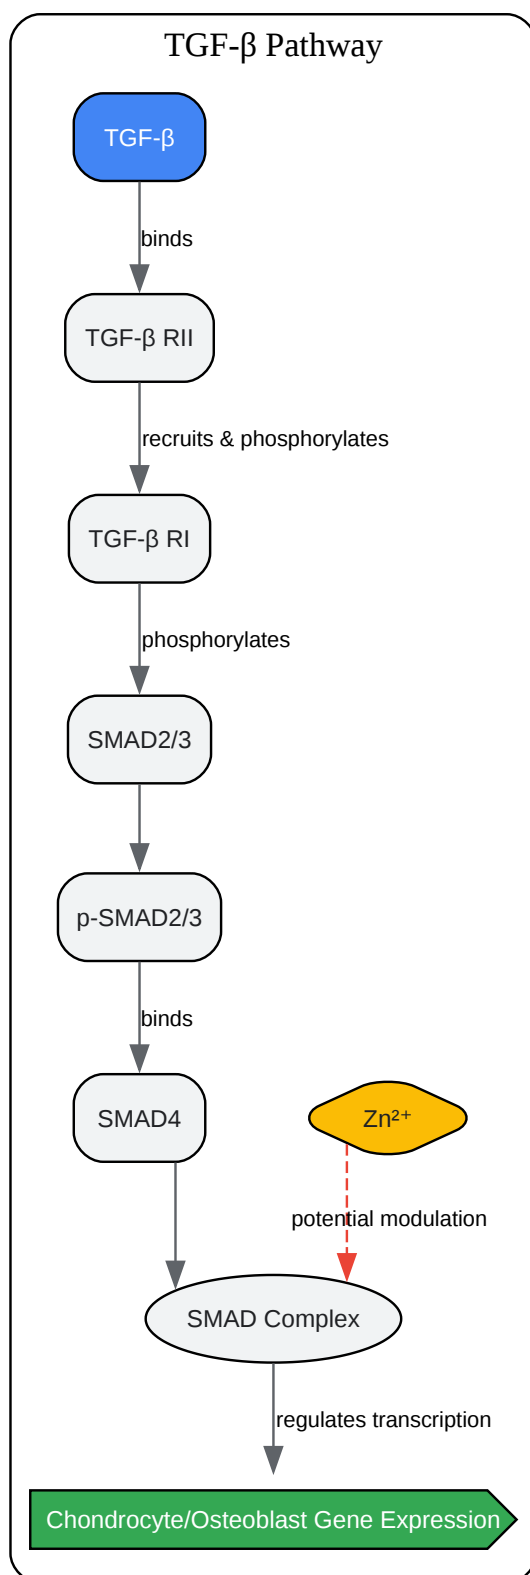 TGF-β Pathway
TGF-β
binds
TGF-β RII
recruits & phosphorylates
TGF-β RI
phosphorylates
SMAD2/3
p-SMAD2/3
binds
SMAD4
Zn²⁺
potential modulation
SMAD Complex
regulates transcription
Chondrocyte/Osteoblast Gene Expression